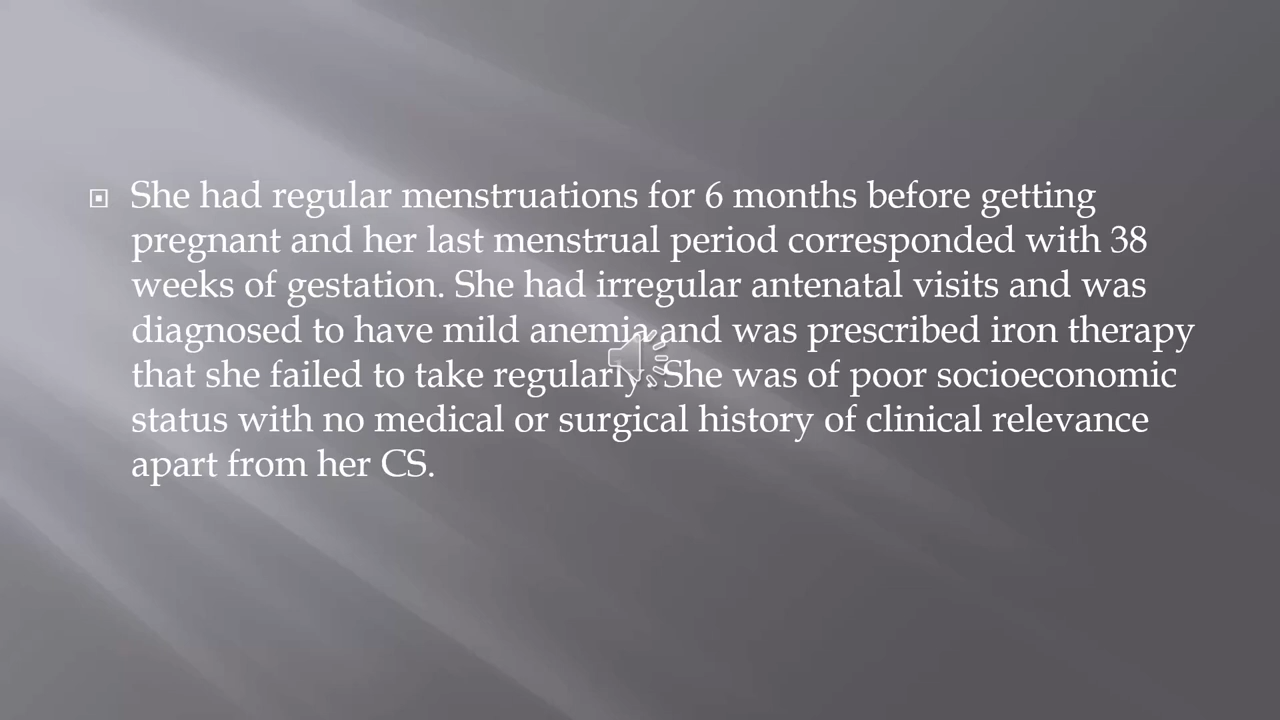 She had regular menstruations for 6 months before getting
pregnant and her last menstrual period corresponded with 38
weeks of gestation. She had irregular antenatal visits and was
diagnosed to have mild anemia and was prescribed iron therapy
that she failed to take regularly. She was of poor socioeconomic
status with no medical or surgical history of clinical relevance
apart from her CS.